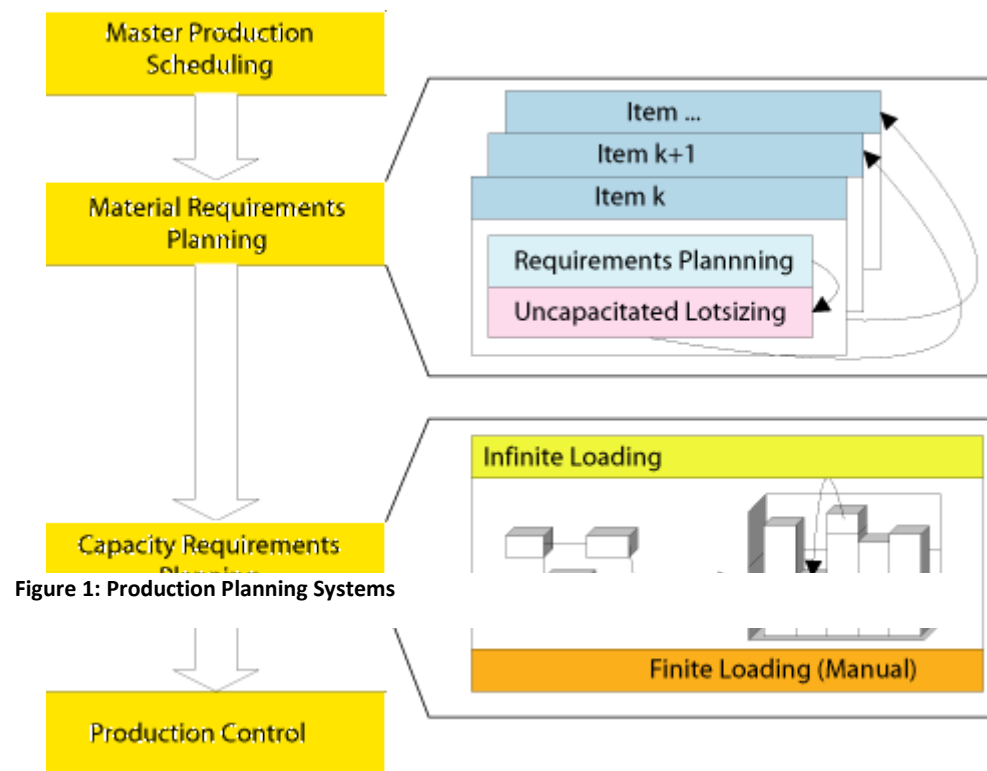 Master Production
Scheduling
Material Requirements
Planning
Item ...
Item k+1
Item k
Requirements Plannning
Uncapacitated Lotsizing
Capacity Requirements
Figure 1: Production Planning Systems
Infinite Loading
Finite Loading (Manual)
Production Control